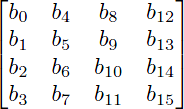 b₀ b₄ b₈ b₁₂
b₁ b₅ b₉ b₁₃
b₂ b₆ b₁₀ b₁₄
b₃ b₇ b₁₁ b₁₅